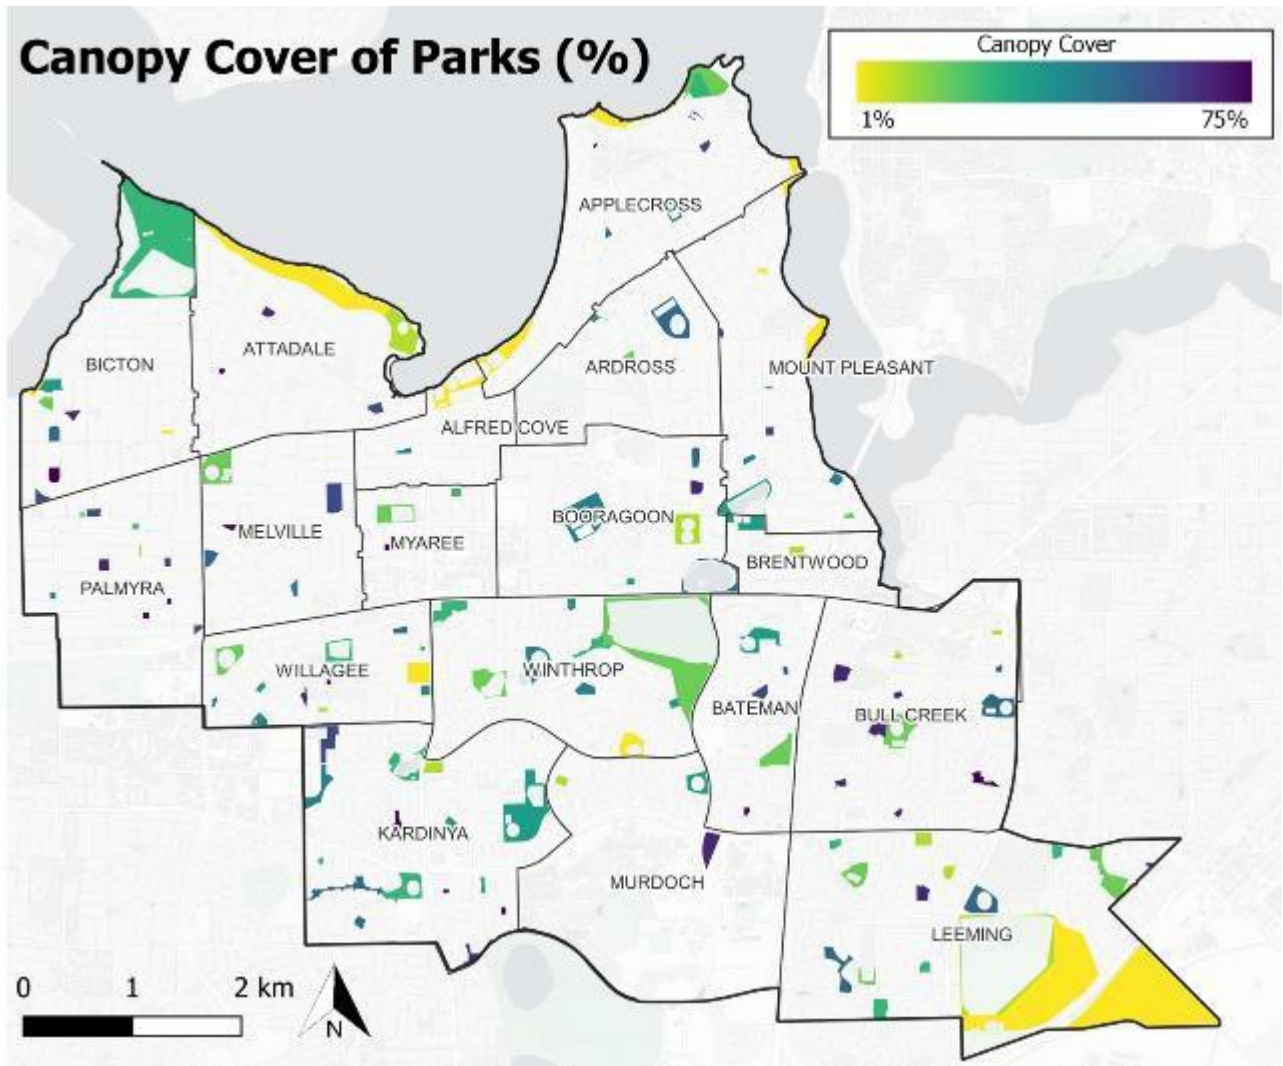 Canopy Cover of Parks (%)
Canopy Cover
1%
75%
APPLECROSS
BICTON
ATTADALE
ARDROSS
MOUNT PLEASANT
ALFRED COVE
MELVILLE
MYAREE
BOORAGOON
BRENTWOOD
PALMYRA
WILLAGEE
WINTHROP
BATEMAN
BULL CREEK
KARDINYA
MURDOCH
LEEMING
0 1 2 km
N